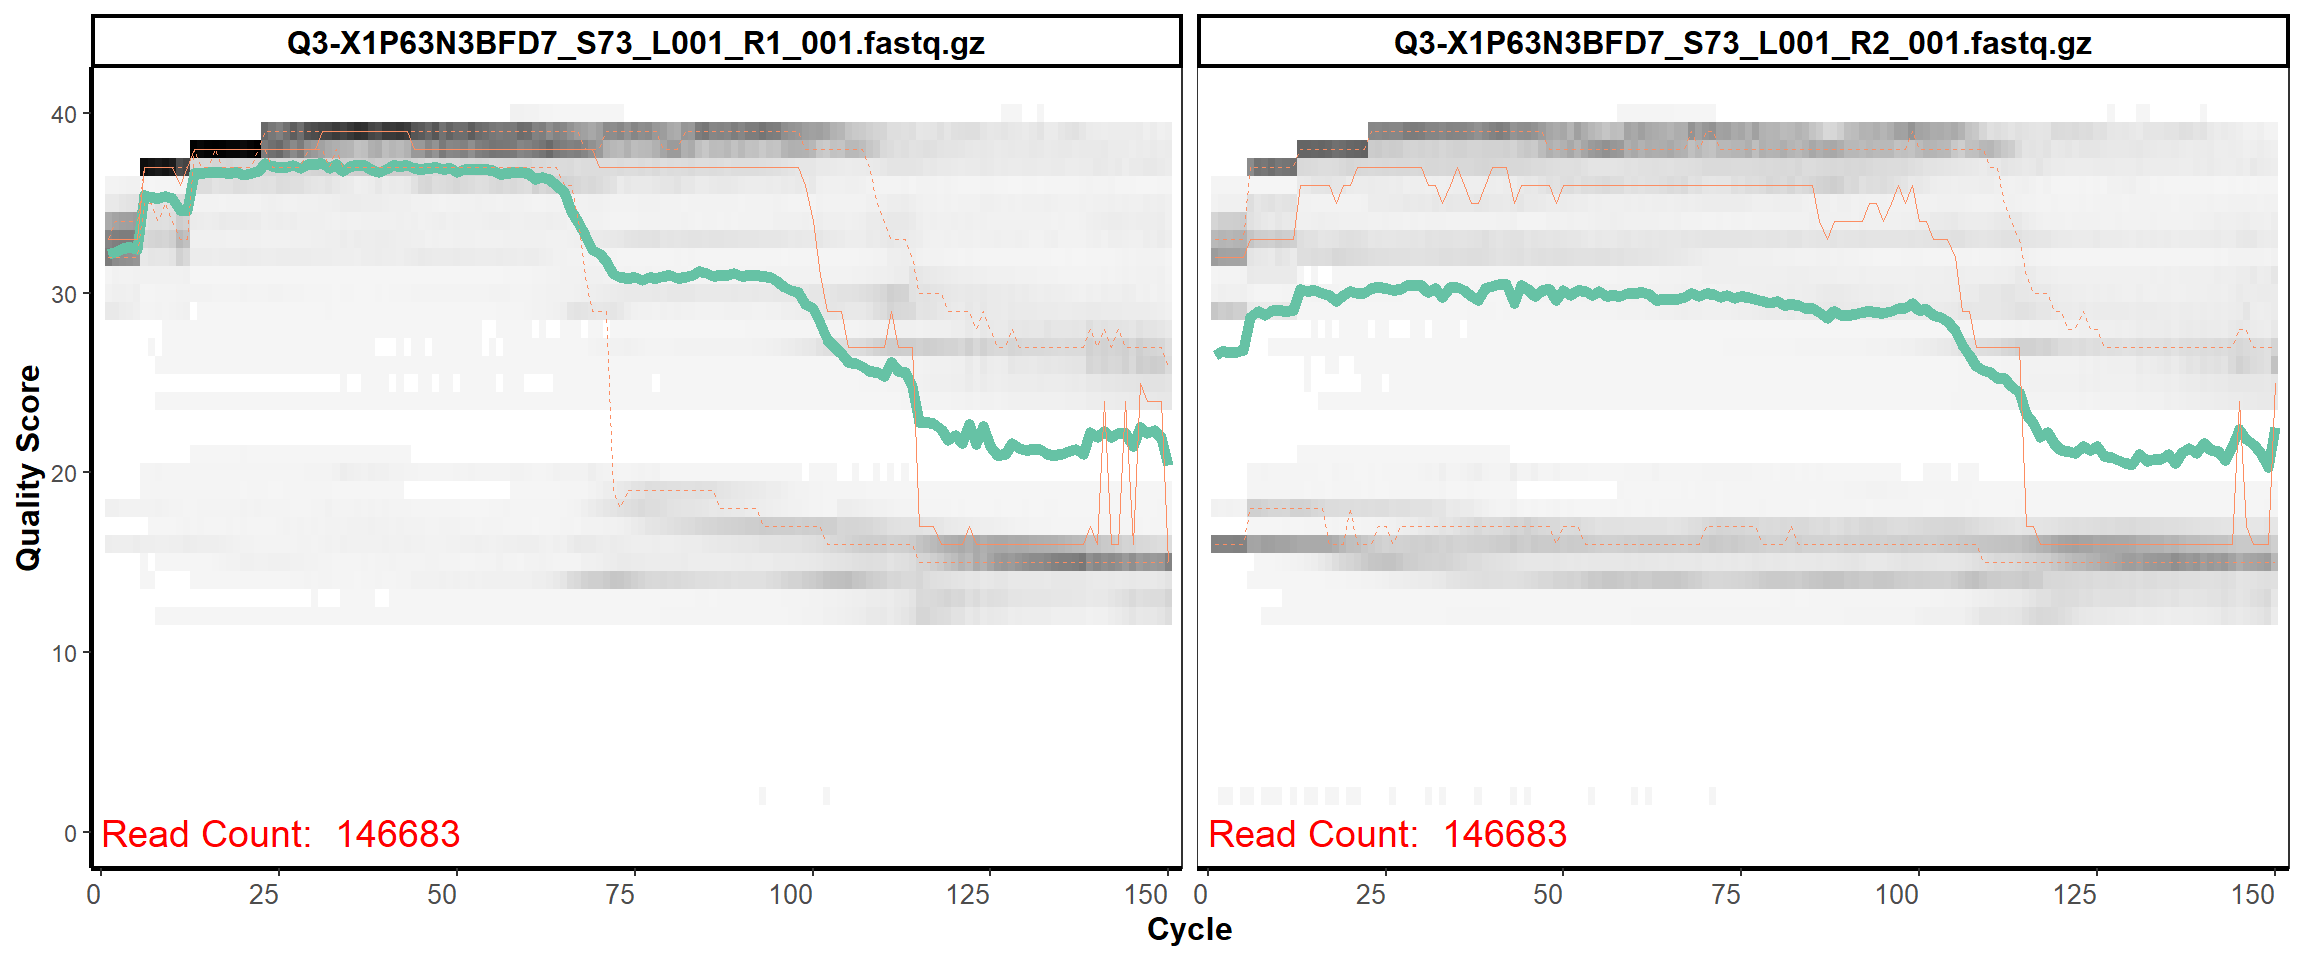 Q3-X1P63N3BFD7_S73_L001_R1_001.fastq.gz
Q3-X1P63N3BFD7_S73_L001_R2_001.fastq.gz
40
30
20
10
0
Quality Score
Read Count: 146683
Read Count: 146683
0 25 50 75 100 125 150
0 25 50 75 100 125 150
Cycle